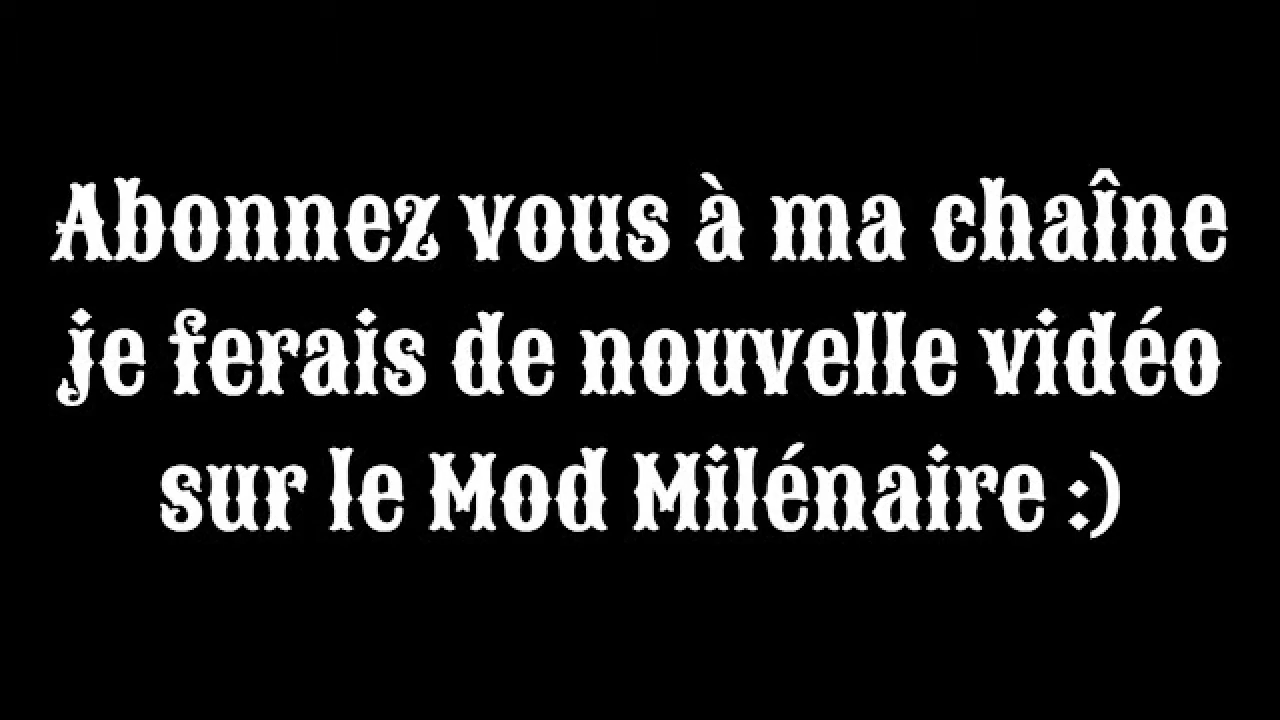 Abonnez vous à ma chaîne
je ferais de nouvelle vidéo
sur le Mod Milénaire :)